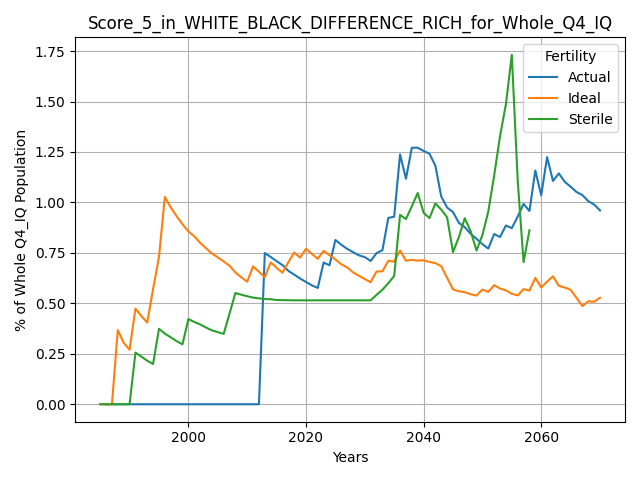 Score_5_in_WHITE_BLACK_DIFFERENCE_RICH_for_Whole_Q4_IQ
Fertility
Actual
Ideal
Sterile
% of Whole Q4_IQ Population
1.75
1.50
1.25
1.00
0.75
0.50
0.25
0.00
2000 2020 2040 2060
Years